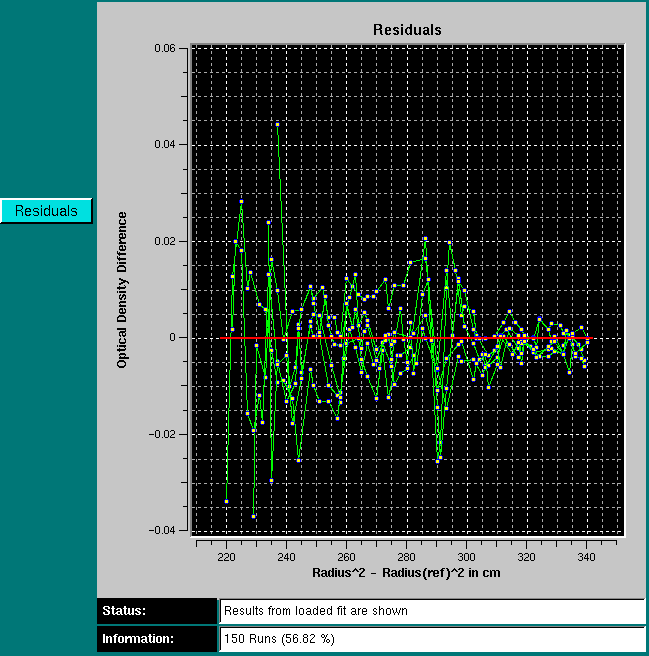 Residuals
Residuals
Optical Density Difference
0.06
0.04
0.02
0
-0.02
-0.04
220 240 260 280 300 320 340
Radius^2 - Radius(ref)^2 in cm
Status: Results from loaded fit are shown
Information: 150 Runs (56.82 %)